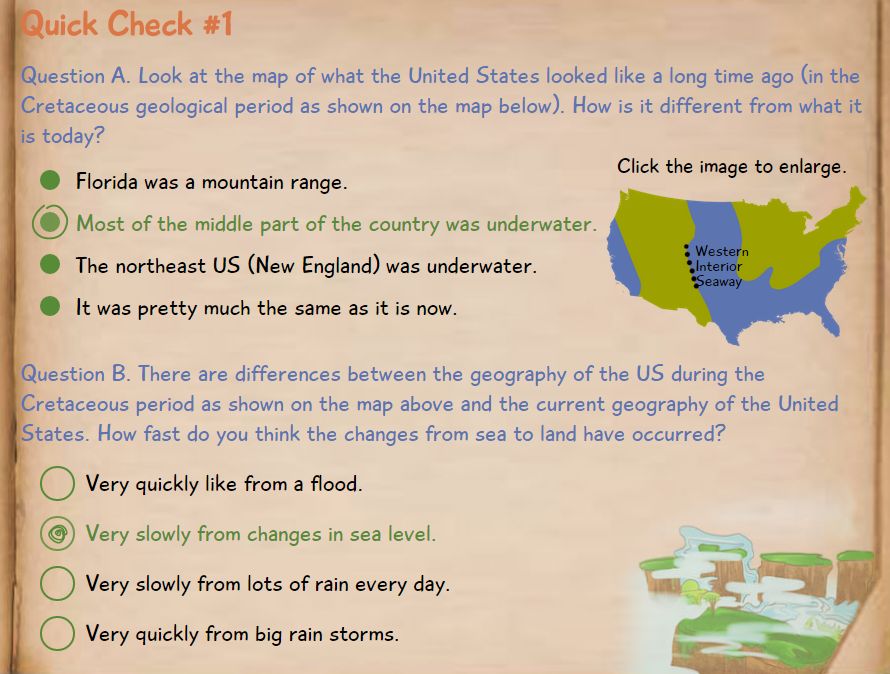 Quick Check #1
Question A. Look at the map of what the United States looked like a long time ago (in the
Cretaceous geological period as shown on the map below). How is it different from what it
is today?
Click the image to enlarge.
Florida was a mountain range.
Most of the middle part of the country was underwater.
The northeast US (New England) was underwater.
It was pretty much the same as it is now.
Western
Interior
Seaway
Question B. There are differences between the geography of the US during the
Cretaceous period as shown on the map above and the current geography of the United
States. How fast do you think the changes from sea to land have occurred?
Very quickly like from a flood.
Very slowly from changes in sea level.
Very slowly from lots of rain every day.
Very quickly from big rain storms.